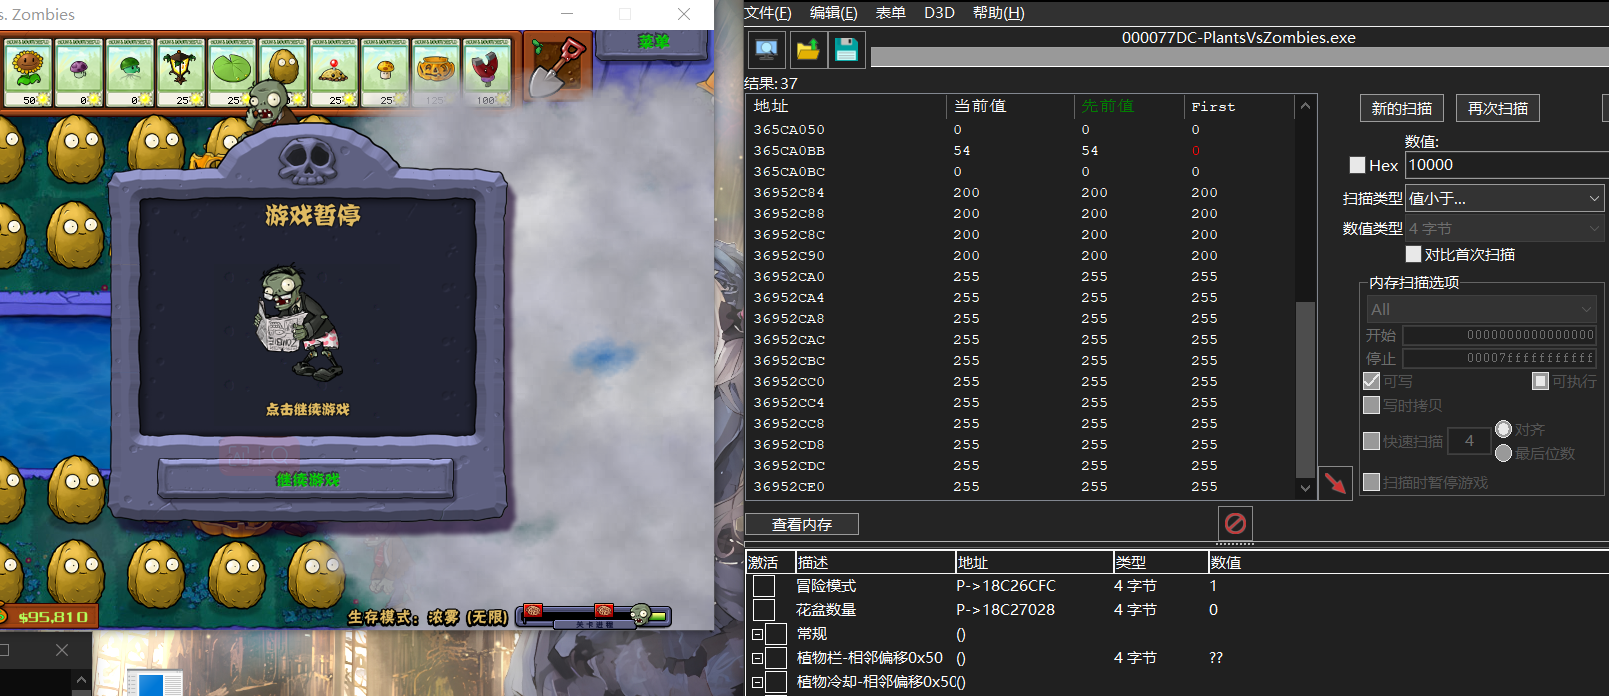 s. Zombies
50 0 0 25 25 0 25 25 125 100
菜单
游戏暂停
点击继续游戏
继续游戏
$95,810
生存模式：浓雾 (无限)
关卡进程
文件(F) 编辑(E) 表单 D3D 帮助(H)
000077DC-PlantsVsZombies.exe
结果: 37
地址 当前值 先前值 First
365CA050 0 0 0
365CA0BB 54 54 0
365CA0BC 0 0 0
36952C84 200 200 200
36952C88 200 200 200
36952C8C 200 200 200
36952C90 200 200 200
36952CA0 255 255 255
36952CA4 255 255 255
36952CA8 255 255 255
36952CAC 255 255 255
36952CBC 255 255 255
36952CC0 255 255 255
36952CC4 255 255 255
36952CC8 255 255 255
36952CD8 255 255 255
36952CDC 255 255 255
36952CE0 255 255 255
新的扫描 再次扫描
数值:
Hex 10000
扫描类型 值小于...
数值类型 4 字节
对比首次扫描
内存扫描选项
All
开始 0000000000000000
停止 00007fffffffffff
可写 可执行
写时拷贝
快速扫描 4 对齐
最后位数
扫描时暂停游戏
查看内存
激活 描述 地址 类型 数值
冒险模式 P->18C26CFC 4 字节 1
花盆数量 P->18C27028 4 字节 0
常规 ()
植物栏-相邻偏移0x50 () 4 字节 ??
植物冷却-相邻偏移0x50()